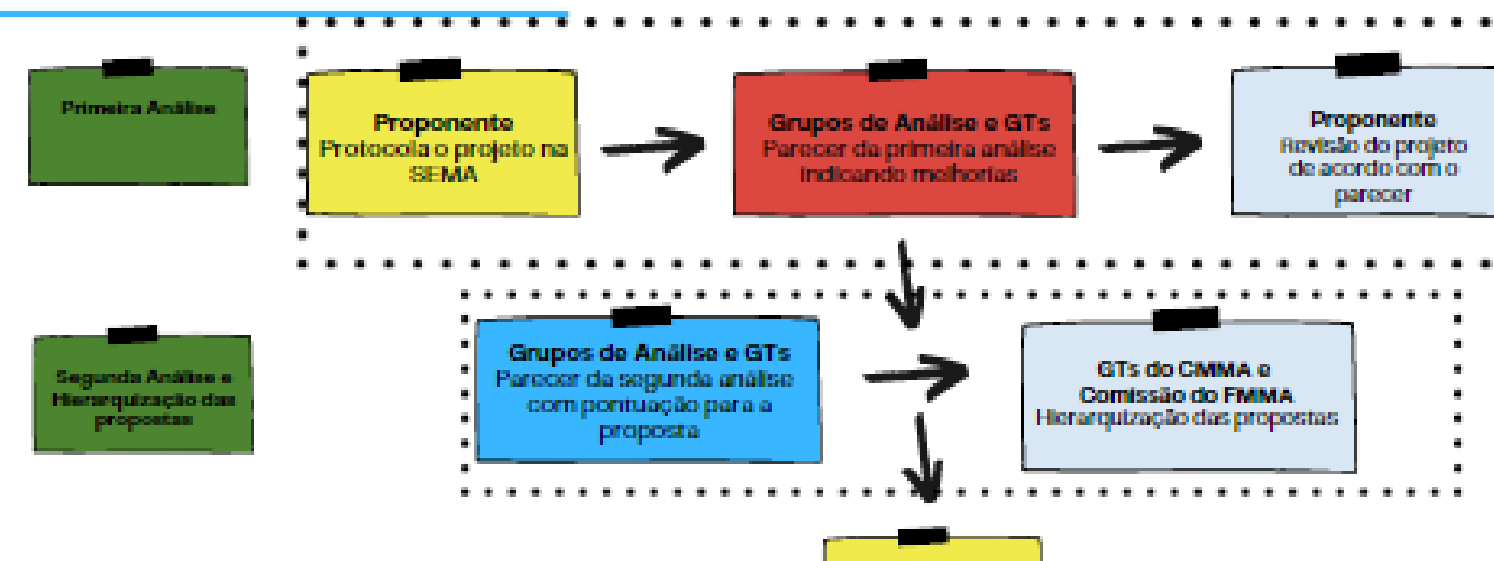 Primeira Análise
Proponente
Protocola o projeto na
SEMA
Grupos de Análise e GTs
Parecer da primeira análise
indicando melhorias
Proponente
Revisão do projeto
de acordo com o
parecer
Segunda Análise e
Hierarquização das
propostas
Grupos de Análise e GTs
Parecer da segunda análise
com pontuação para a
proposta
GTs do CMMA e
Comissão do FMMA
Hierarquização das propostas